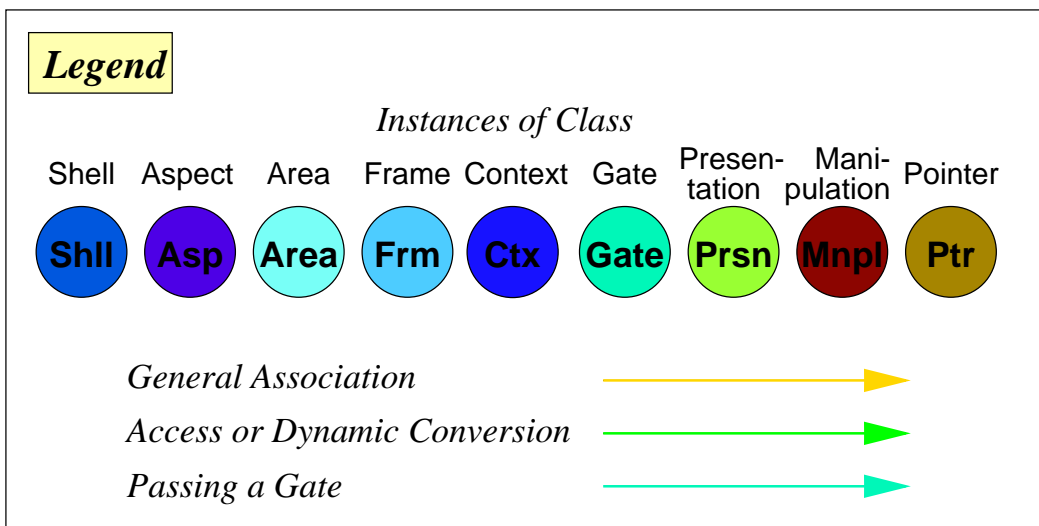 Legend
Instances of Class
Shell Aspect Area Frame Context Gate Presen-
tation Mani-
pulation Pointer
Shll Asp Area Frm Ctx Gate Prsn Mnpl Ptr
General Association
Access or Dynamic Conversion
Passing a Gate